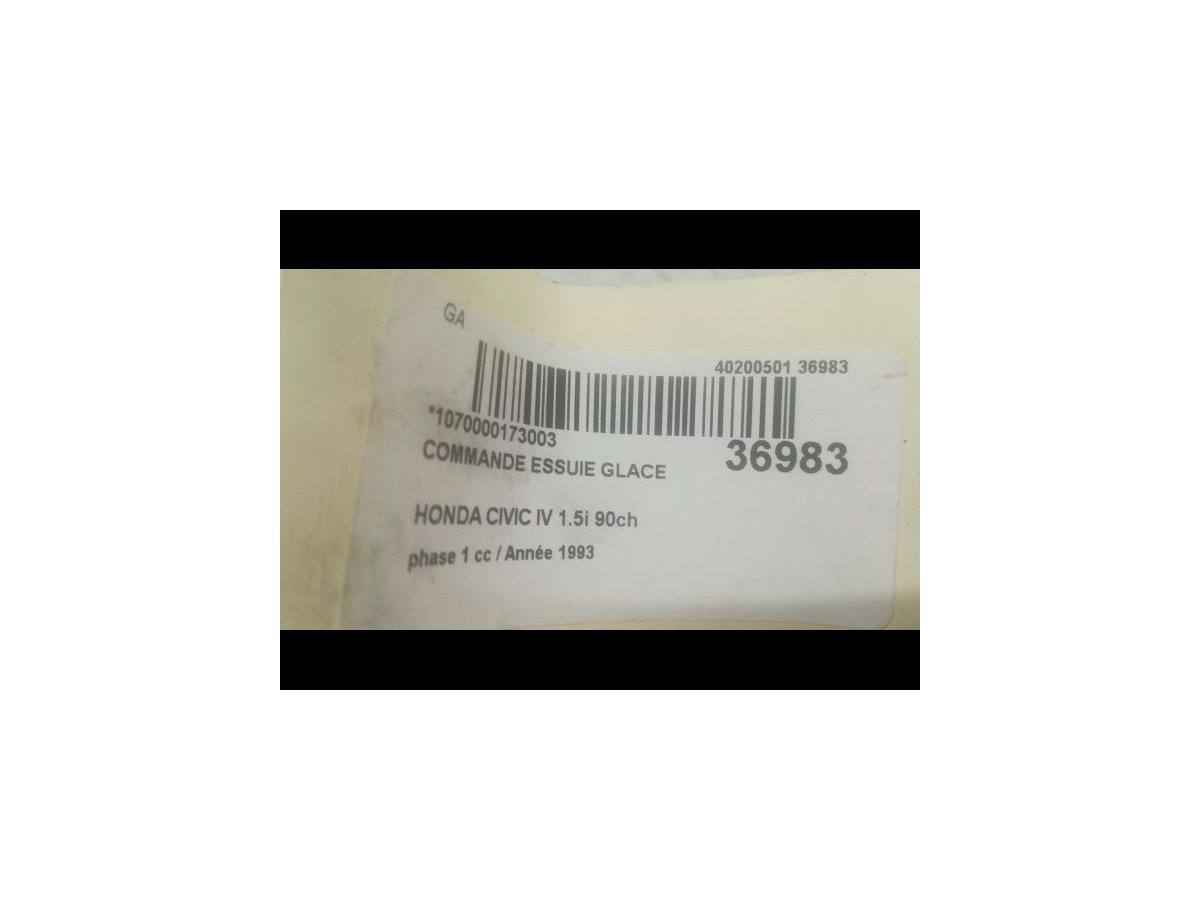 GA
40200501 36983
*1070000173003
36983
COMMANDE ESSUIE GLACE
HONDA CIVIC IV 1.5i 90ch
phase 1 cc / Année 1993